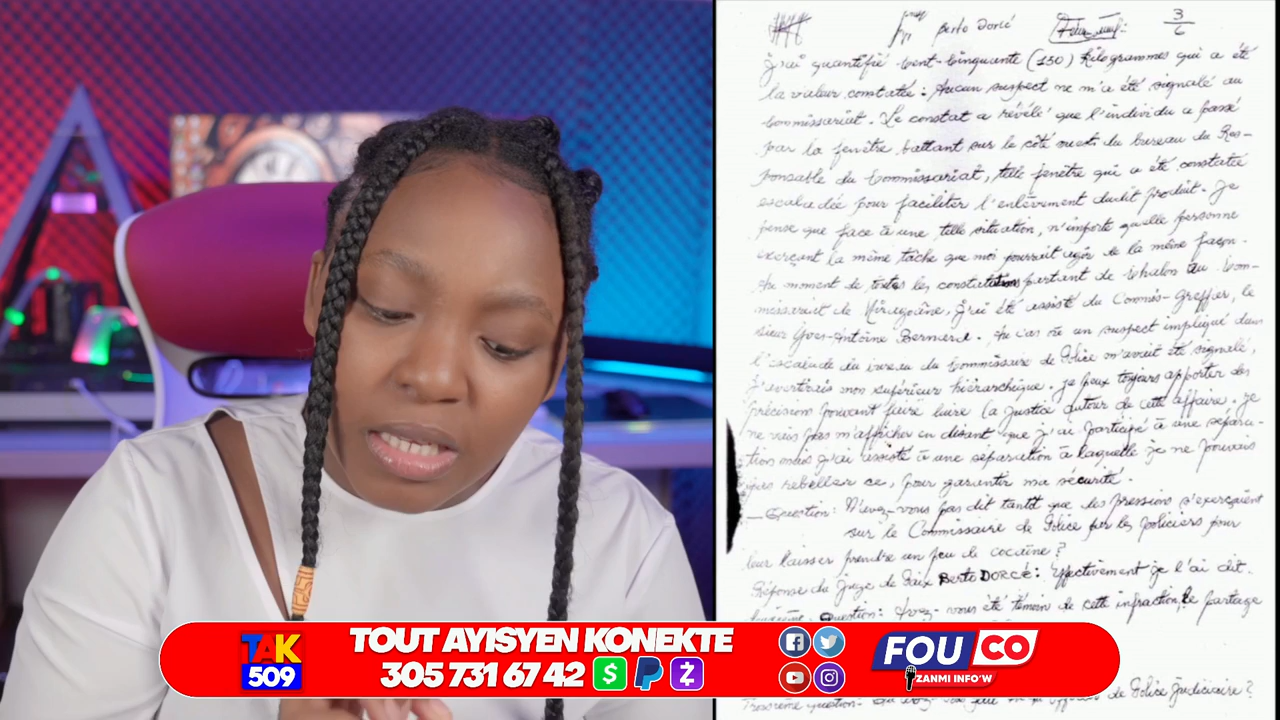 Berto Dorcé
3
6
J'ai quantifié Cent-Cinquante (150) Kilogrammes qui a été
la valeur constatée : Aucun suspect ne m'a été signalé au
Commissariat. Le constat a révélé que l'individu a passé
par la fenêtre battant sur le côté ouest du bureau du Res-
ponsable du Commissariat, telle fenêtre qui a été constatée
escaladée pour faciliter l'enlèvement dudit produit. Je
pense que face à une telle situation, n'importe quelle personne
exerçant la même tâche que moi pourrait agir de la même façon.
Au moment de toutes les constatations partant de Chalon au Com-
missariat de Miragoâne, j'ai été assisté du Commis-Greffier, le
sieur Yves-Antoine Bernard. Au cas où un suspect impliqué dans
l'escalade du bureau du Commissaire de Police m'avait été signalé,
j'avertirais mon supérieur hiérarchique. Je peux toujours apporter des
précisions pouvant faire luire la Justice autour de cette affaire. Je
ne vais pas m'afficher en disant que j'ai participé à une sépara-
tion mais j'ai assisté à une séparation à laquelle je ne pouvais
pas rebeller ce, pour garantir ma sécurité.
— Question: N'avez-vous pas dit tantôt que des pressions s'exerçaient
sur le Commissaire de Police par les policiers pour
leur laisser prendre un peu de cocaïne ?
Réponse du Juge de Paix Berto DORCÉ: Effectivement je l'ai dit.
Question: Avez-vous été témoin de cette infraction, le partage
question- de Police Judiciaire ?
TAK
509
TOUT AYISYEN KONEKTE
305 731 67 42
FOUCO
ZANMI INFO'W